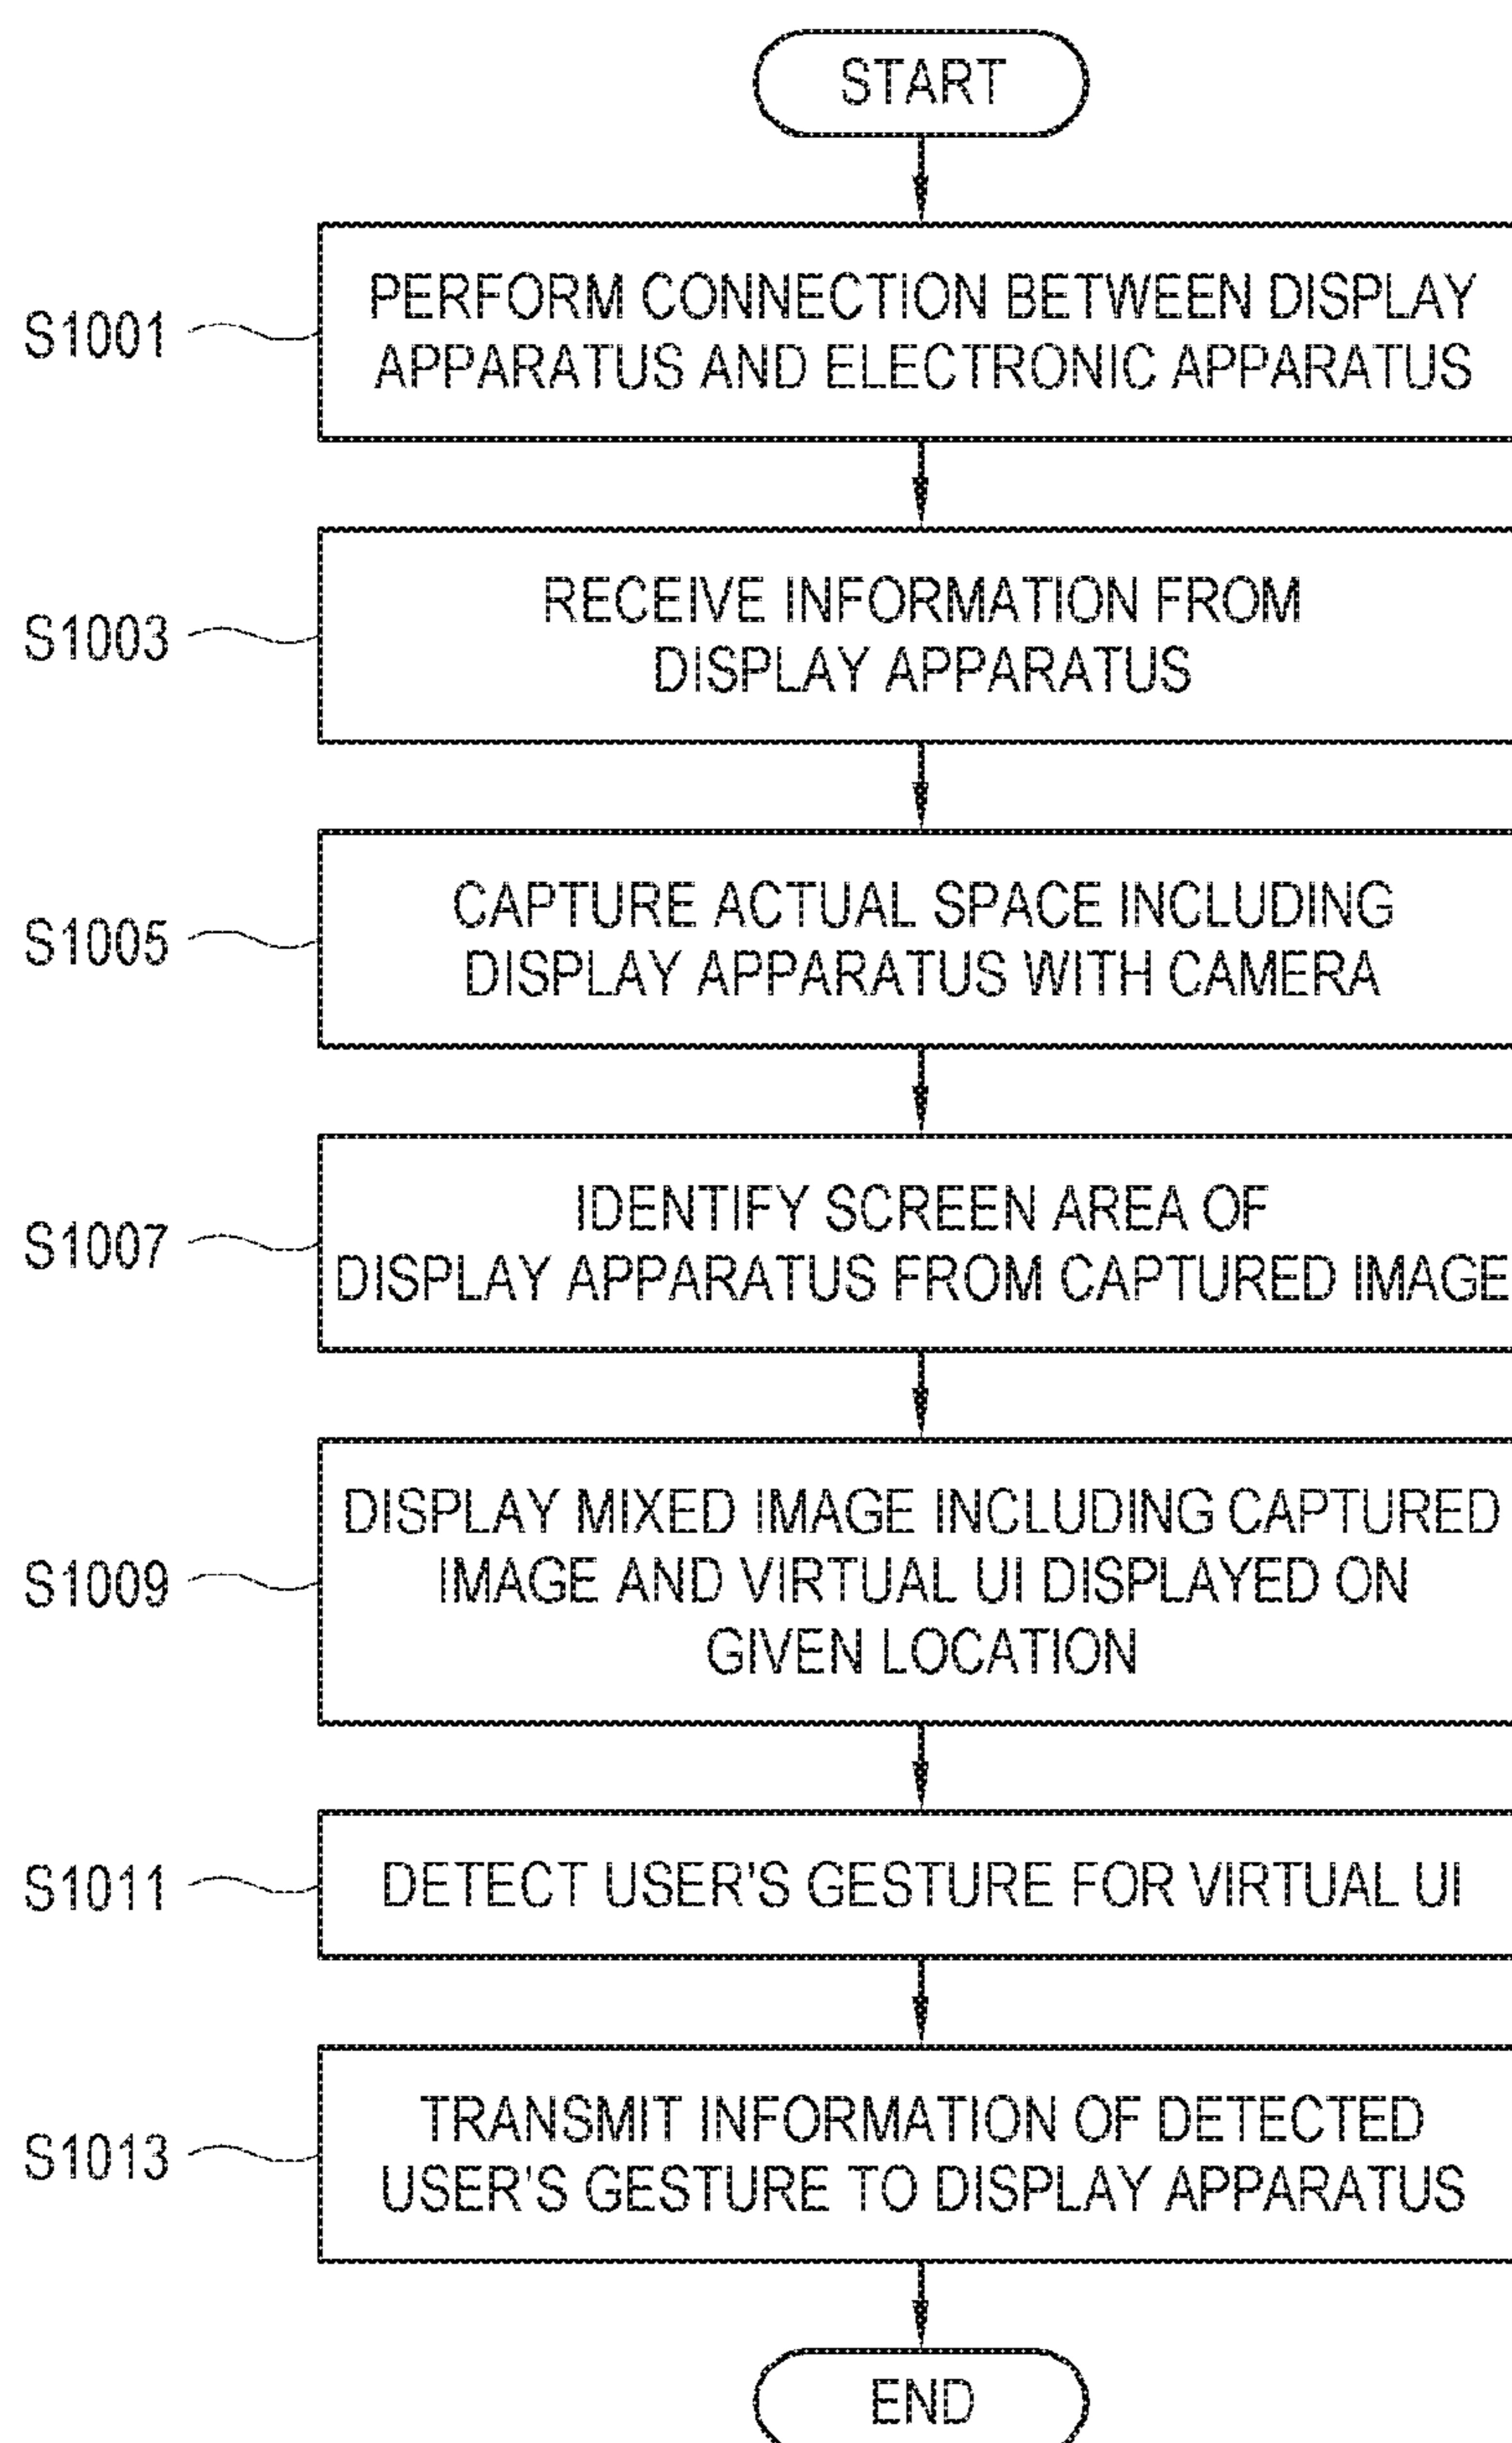 START
S1001
PERFORM CONNECTION BETWEEN DISPLAY
APPARATUS AND ELECTRONIC APPARATUS
S1003
RECEIVE INFORMATION FROM
DISPLAY APPARATUS
S1005
CAPTURE ACTUAL SPACE INCLUDING
DISPLAY APPARATUS WITH CAMERA
S1007
IDENTIFY SCREEN AREA OF
DISPLAY APPARATUS FROM CAPTURED IMAGE
S1009
DISPLAY MIXED IMAGE INCLUDING CAPTURED
IMAGE AND VIRTUAL UI DISPLAYED ON
GIVEN LOCATION
S1011
DETECT USER'S GESTURE FOR VIRTUAL UI
S1013
TRANSMIT INFORMATION OF DETECTED
USER'S GESTURE TO DISPLAY APPARATUS
END